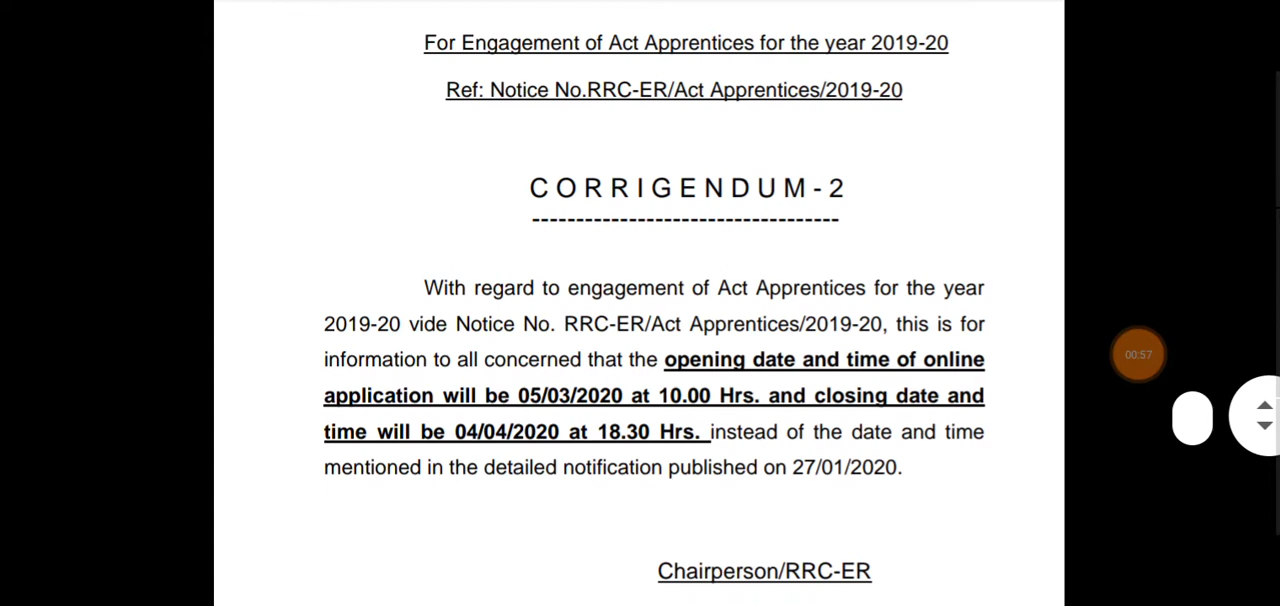 For Engagement of Act Apprentices for the year 2019-20
Ref: Notice No.RRC-ER/Act Apprentices/2019-20
CORRIGENDUM-2
----------------------------------
With regard to engagement of Act Apprentices for the year
2019-20 vide Notice No. RRC-ER/Act Apprentices/2019-20, this is for
information to all concerned that the opening date and time of online
application will be 05/03/2020 at 10.00 Hrs. and closing date and
time will be 04/04/2020 at 18.30 Hrs. instead of the date and time
mentioned in the detailed notification published on 27/01/2020.
Chairperson/RRC-ER
00:57